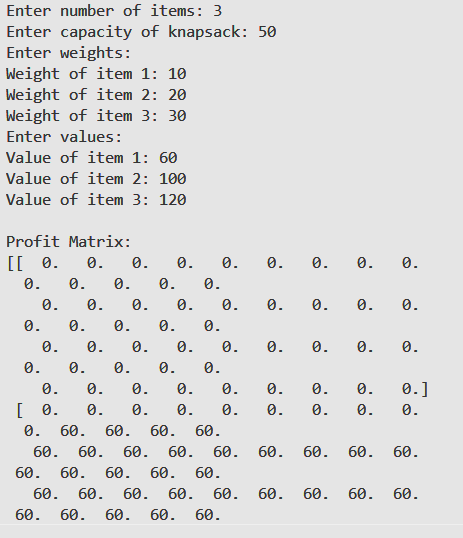 Enter number of items: 3
Enter capacity of knapsack: 50
Enter weights:
Weight of item 1: 10
Weight of item 2: 20
Weight of item 3: 30
Enter values:
Value of item 1: 60
Value of item 2: 100
Value of item 3: 120

Profit Matrix:
[[  0.   0.   0.   0.   0.   0.   0.   0.   0.
  0.   0.   0.   0.   0.
    0.   0.   0.   0.   0.   0.   0.   0.   0.
  0.   0.   0.   0.   0.
    0.   0.   0.   0.   0.   0.   0.   0.   0.
  0.   0.   0.   0.   0.
    0.   0.   0.   0.   0.   0.   0.   0.   0.]
 [  0.   0.   0.   0.   0.   0.   0.   0.   0.
  0.  60.  60.  60.  60.
   60.  60.  60.  60.  60.  60.  60.  60.  60.
 60.  60.  60.  60.  60.
   60.  60.  60.  60.  60.  60.  60.  60.  60.
 60.  60.  60.  60.  60.